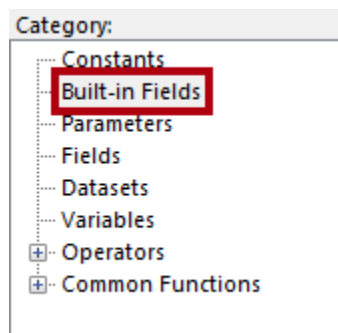 Category:
Constants
Built-in Fields
Parameters
Fields
Datasets
Variables
Operators
Common Functions